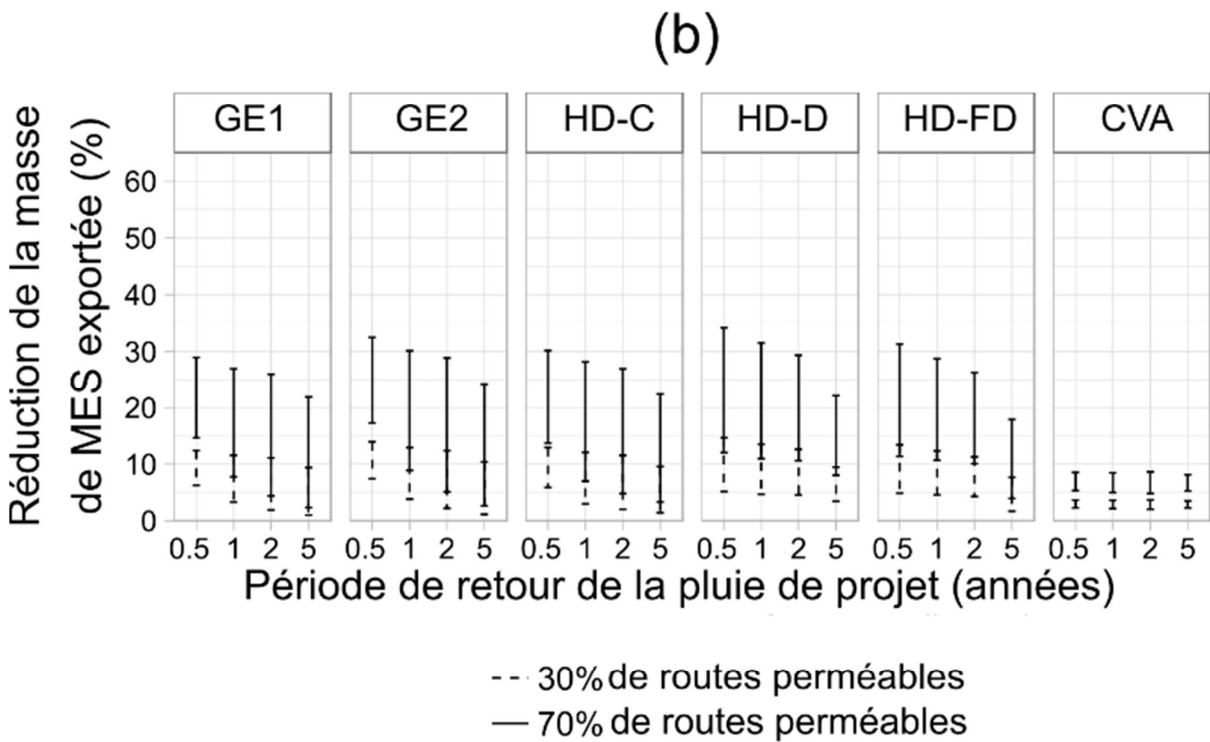 (b)
GE1 GE2 HD-C HD-D HD-FD CVA
Réduction de la masse
de MES exportée (%)
60
50
40
30
20
10
0
0.5 1 2 5 0.5 1 2 5 0.5 1 2 5 0.5 1 2 5 0.5 1 2 5 0.5 1 2 5
Période de retour de la pluie de projet (années)
30% de routes perméables
70% de routes perméables